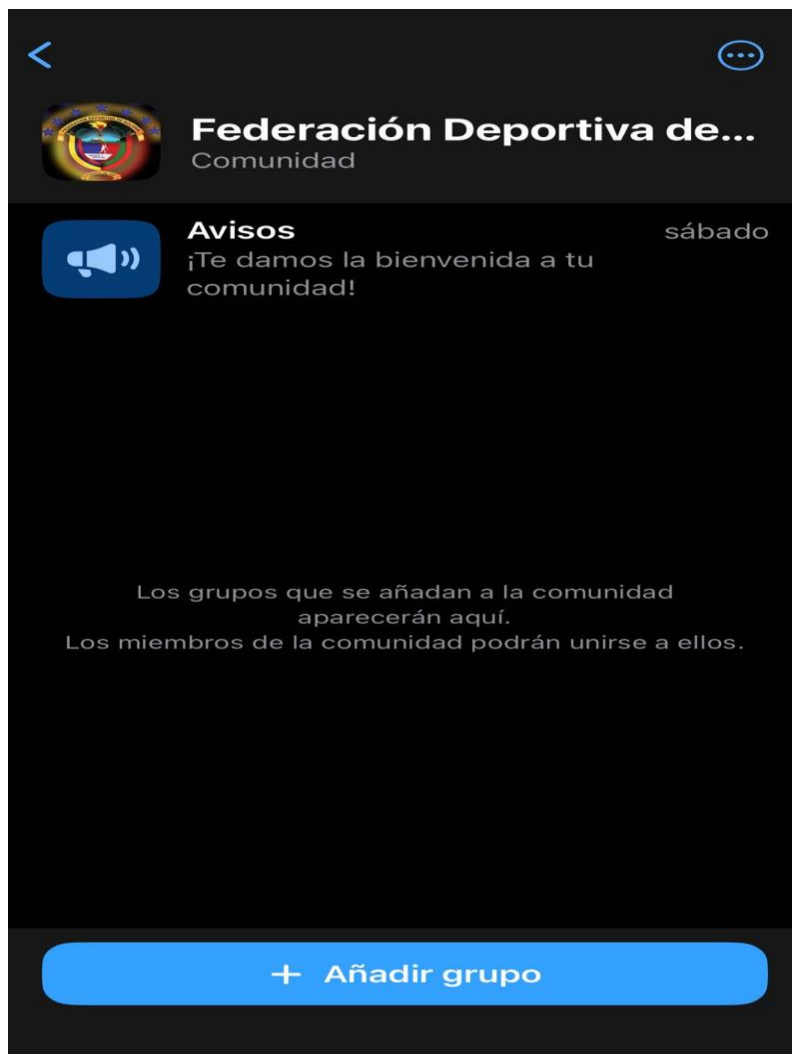 Federación Deportiva de...
Comunidad
Avisos
sábado
¡Te damos la bienvenida a tu
comunidad!
Los grupos que se añadan a la comunidad
aparecerán aquí.
Los miembros de la comunidad podrán unirse a ellos.
+ Añadir grupo